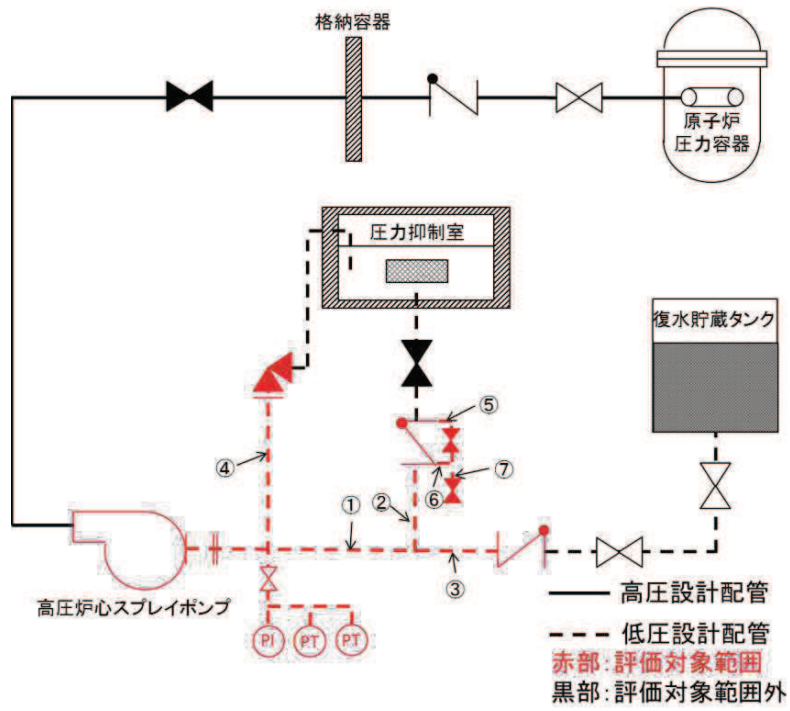 格納容器
原子炉
圧力容器
圧力抑制室
復水貯蔵タンク
⑤
④
⑦
⑥
②
①
③
高圧炉心スプレイポンプ
PI
PT
PT
高圧設計配管
低圧設計配管
赤部:評価対象範囲
黒部:評価対象範囲外